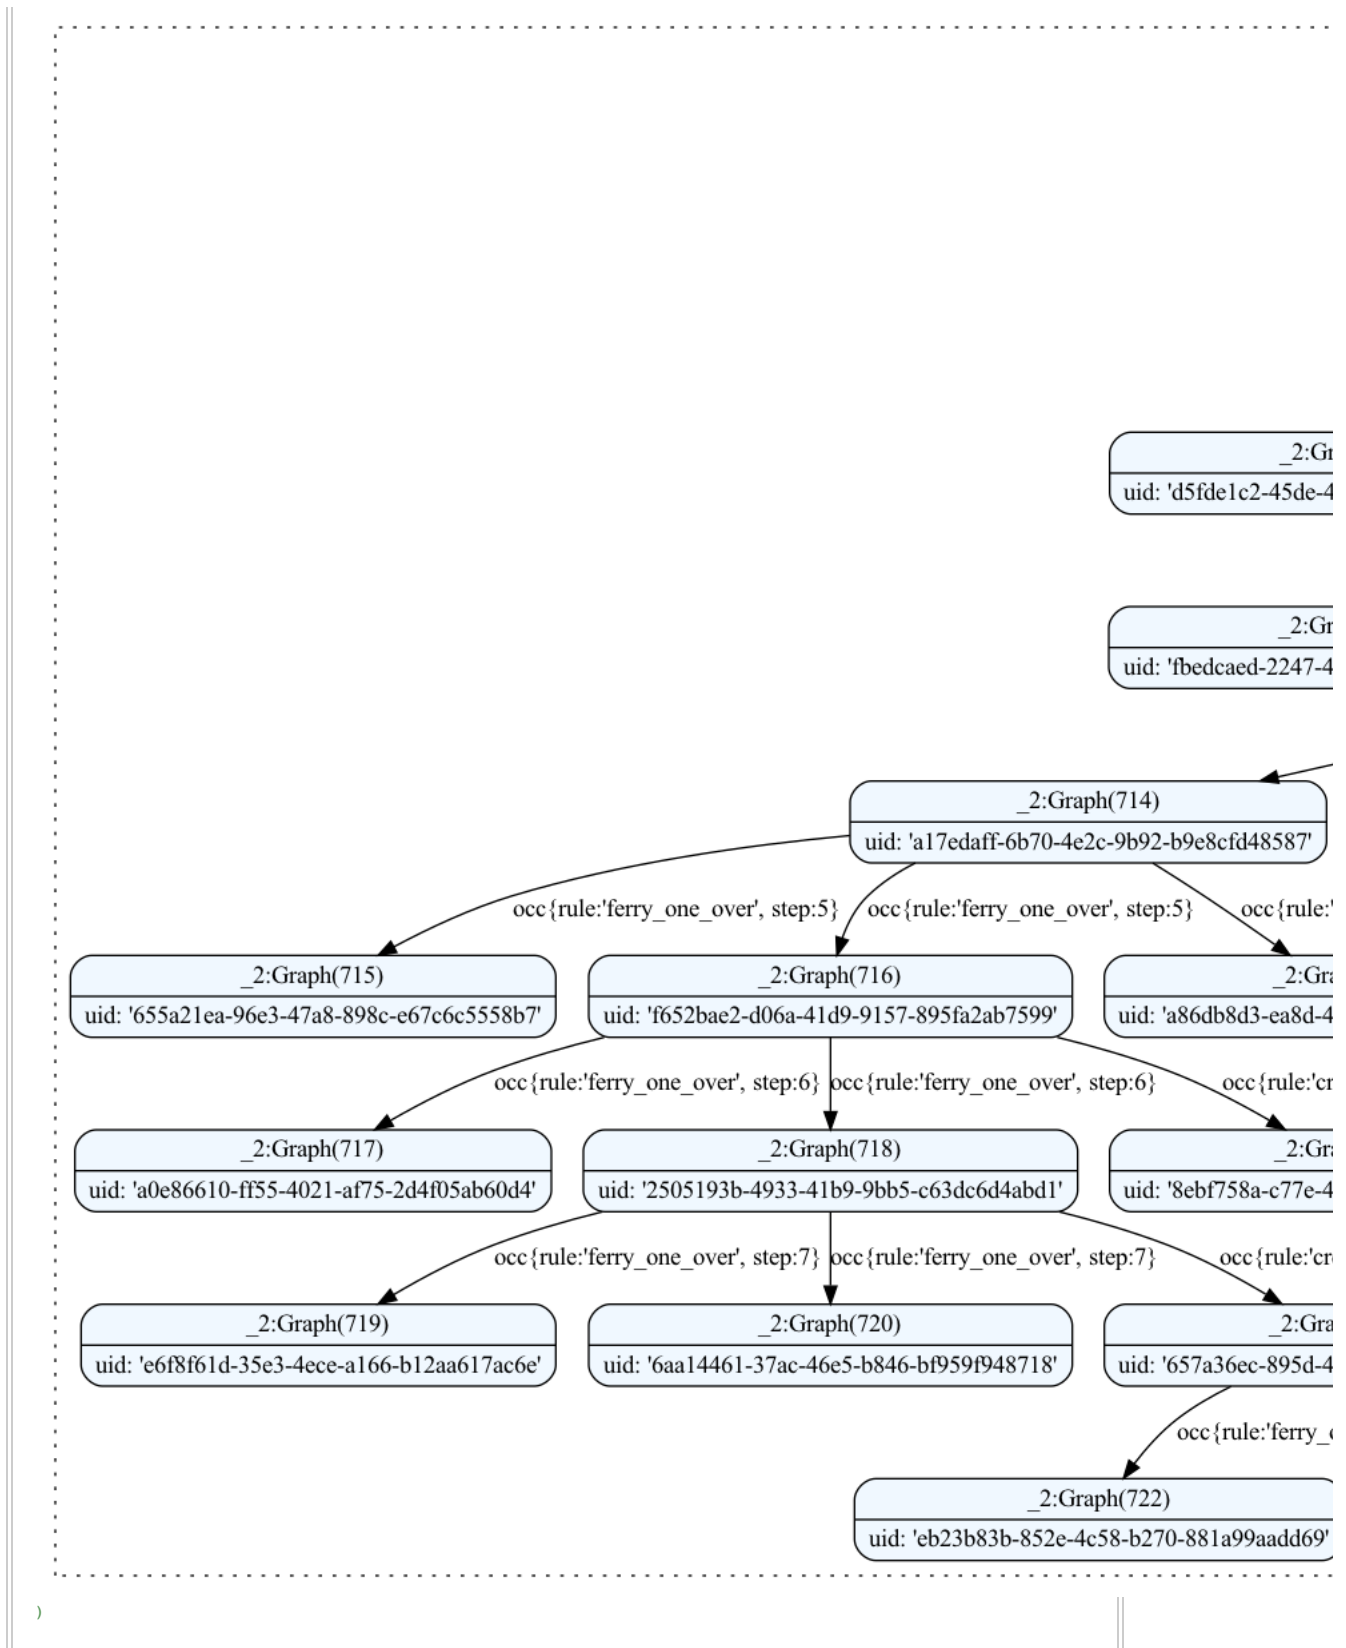 _2:Gr
uid: 'd5fde1c2-45de-4
_2:Gr
uid: 'fbedcaed-2247-4
_2:Graph(714)
uid: 'a17edaff-6b70-4e2c-9b92-b9e8cfd48587'
occ{rule:'ferry_one_over', step:5} occ{rule:'ferry_one_over', step:5} occ{rule:'
_2:Graph(715) _2:Graph(716) _2:Gra
uid: '655a21ea-96e3-47a8-898c-e67c6c5558b7' uid: 'f652bae2-d06a-41d9-9157-895fa2ab7599' uid: 'a86db8d3-ea8d-4
occ{rule:'ferry_one_over', step:6} occ{rule:'ferry_one_over', step:6} occ{rule:'cr
_2:Graph(717) _2:Graph(718) _2:Gra
uid: 'a0e86610-ff55-4021-af75-2d4f05ab60d4' uid: '2505193b-4933-41b9-9bb5-c63dc6d4abd1' uid: '8ebf758a-c77e-4
occ{rule:'ferry_one_over', step:7} occ{rule:'ferry_one_over', step:7} occ{rule:'cr
_2:Graph(719) _2:Graph(720) _2:Gra
uid: 'e6f8f61d-35e3-4ece-a166-b12aa617ac6e' uid: '6aa14461-37ac-46e5-b846-bf959f948718' uid: '657a36ec-895d-4
occ{rule:'ferry_
_2:Graph(722)
uid: 'eb23b83b-852e-4c58-b270-881a99aadd69'
)